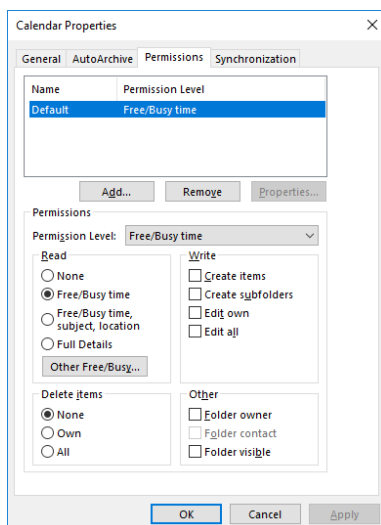 Calendar Properties
General AutoArchive Permissions Synchronization
Name Permission Level
Default Free/Busy time
Add... Remove Properties...
Permissions
Permission Level: Free/Busy time
Read
None
Free/Busy time
Free/Busy time,
subject, location
Full Details
Other Free/Busy...
Write
Create items
Create subfolders
Edit own
Edit all
Delete items
None
Own
All
Other
Folder owner
Folder contact
Folder visible
OK Cancel Apply